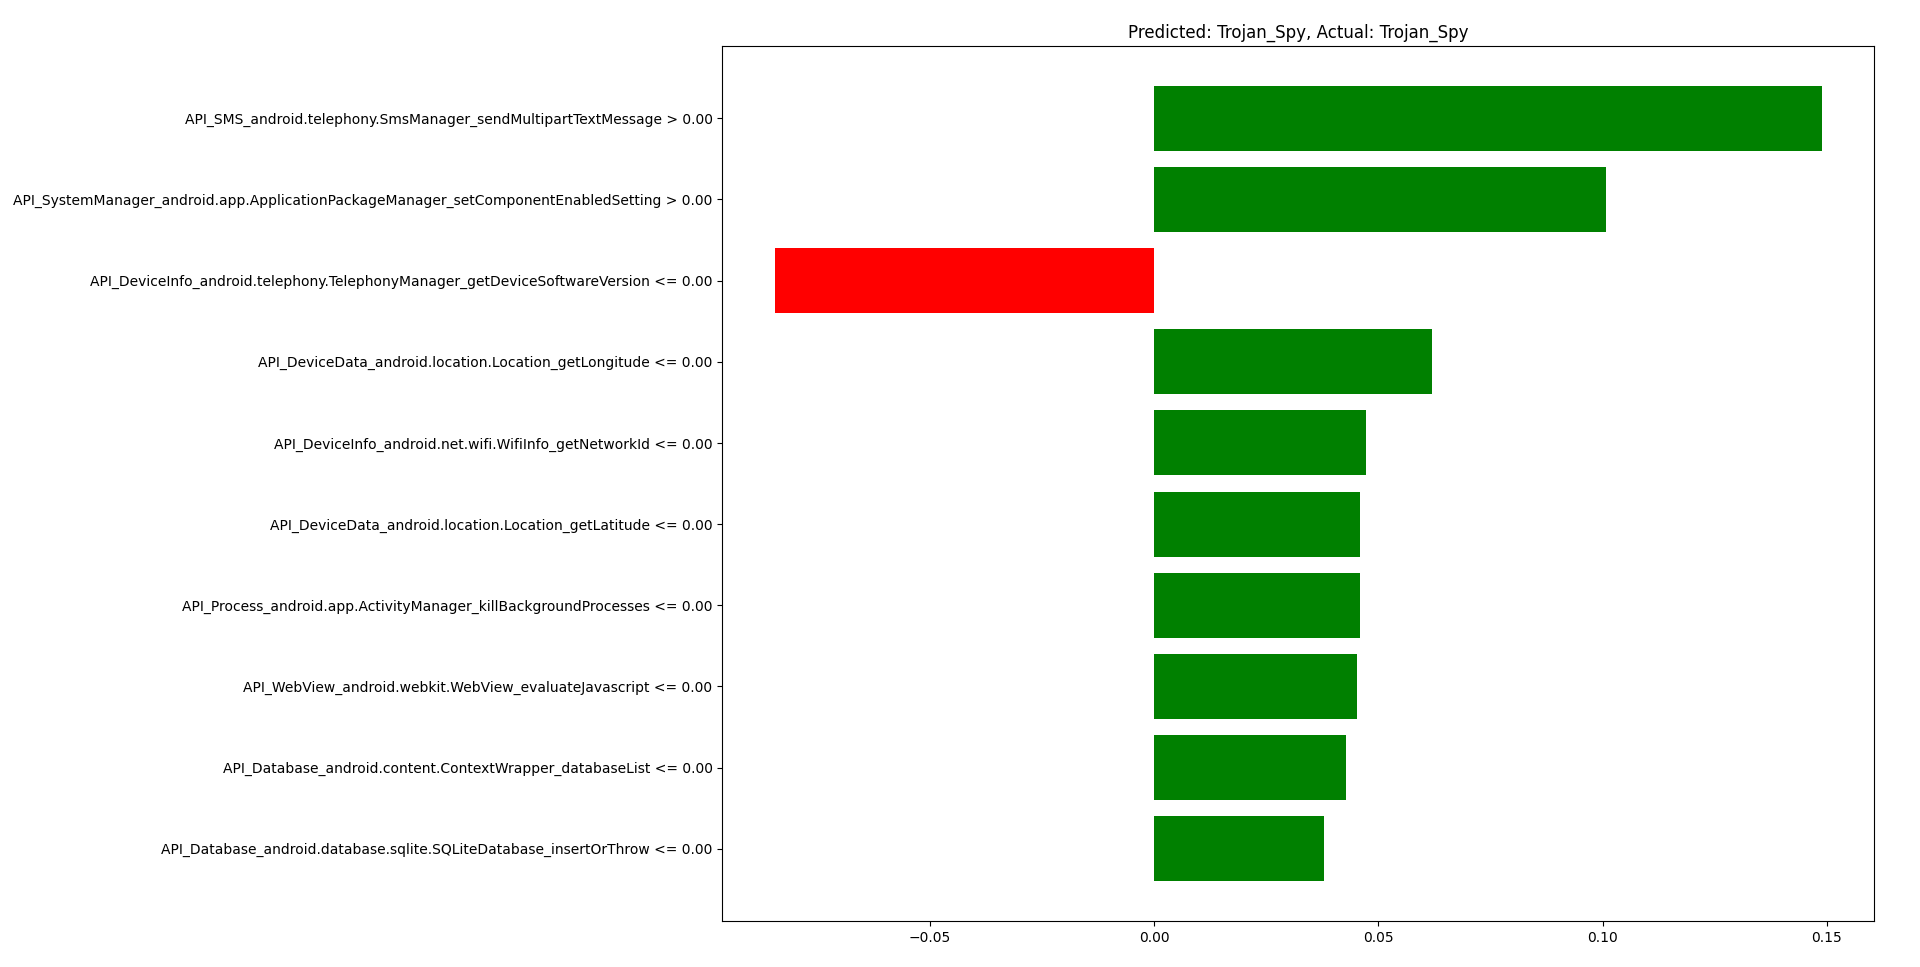 Predicted: Trojan_Spy, Actual: Trojan_Spy
API_SMS_android.telephony.SmsManager_sendMultipartTextMessage > 0.00
API_SystemManager_android.app.ApplicationPackageManager_setComponentEnabledSetting > 0.00
API_DeviceInfo_android.telephony.TelephonyManager_getDeviceSoftwareVersion <= 0.00
API_DeviceData_android.location.Location_getLongitude <= 0.00
API_DeviceInfo_android.net.wifi.WifiInfo_getNetworkId <= 0.00
API_DeviceData_android.location.Location_getLatitude <= 0.00
API_Process_android.app.ActivityManager_killBackgroundProcesses <= 0.00
API_WebView_android.webkit.WebView_evaluateJavascript <= 0.00
API_Database_android.content.ContextWrapper_databaseList <= 0.00
API_Database_android.database.sqlite.SQLiteDatabase_insertOrThrow <= 0.00
−0.05 0.00 0.05 0.10 0.15